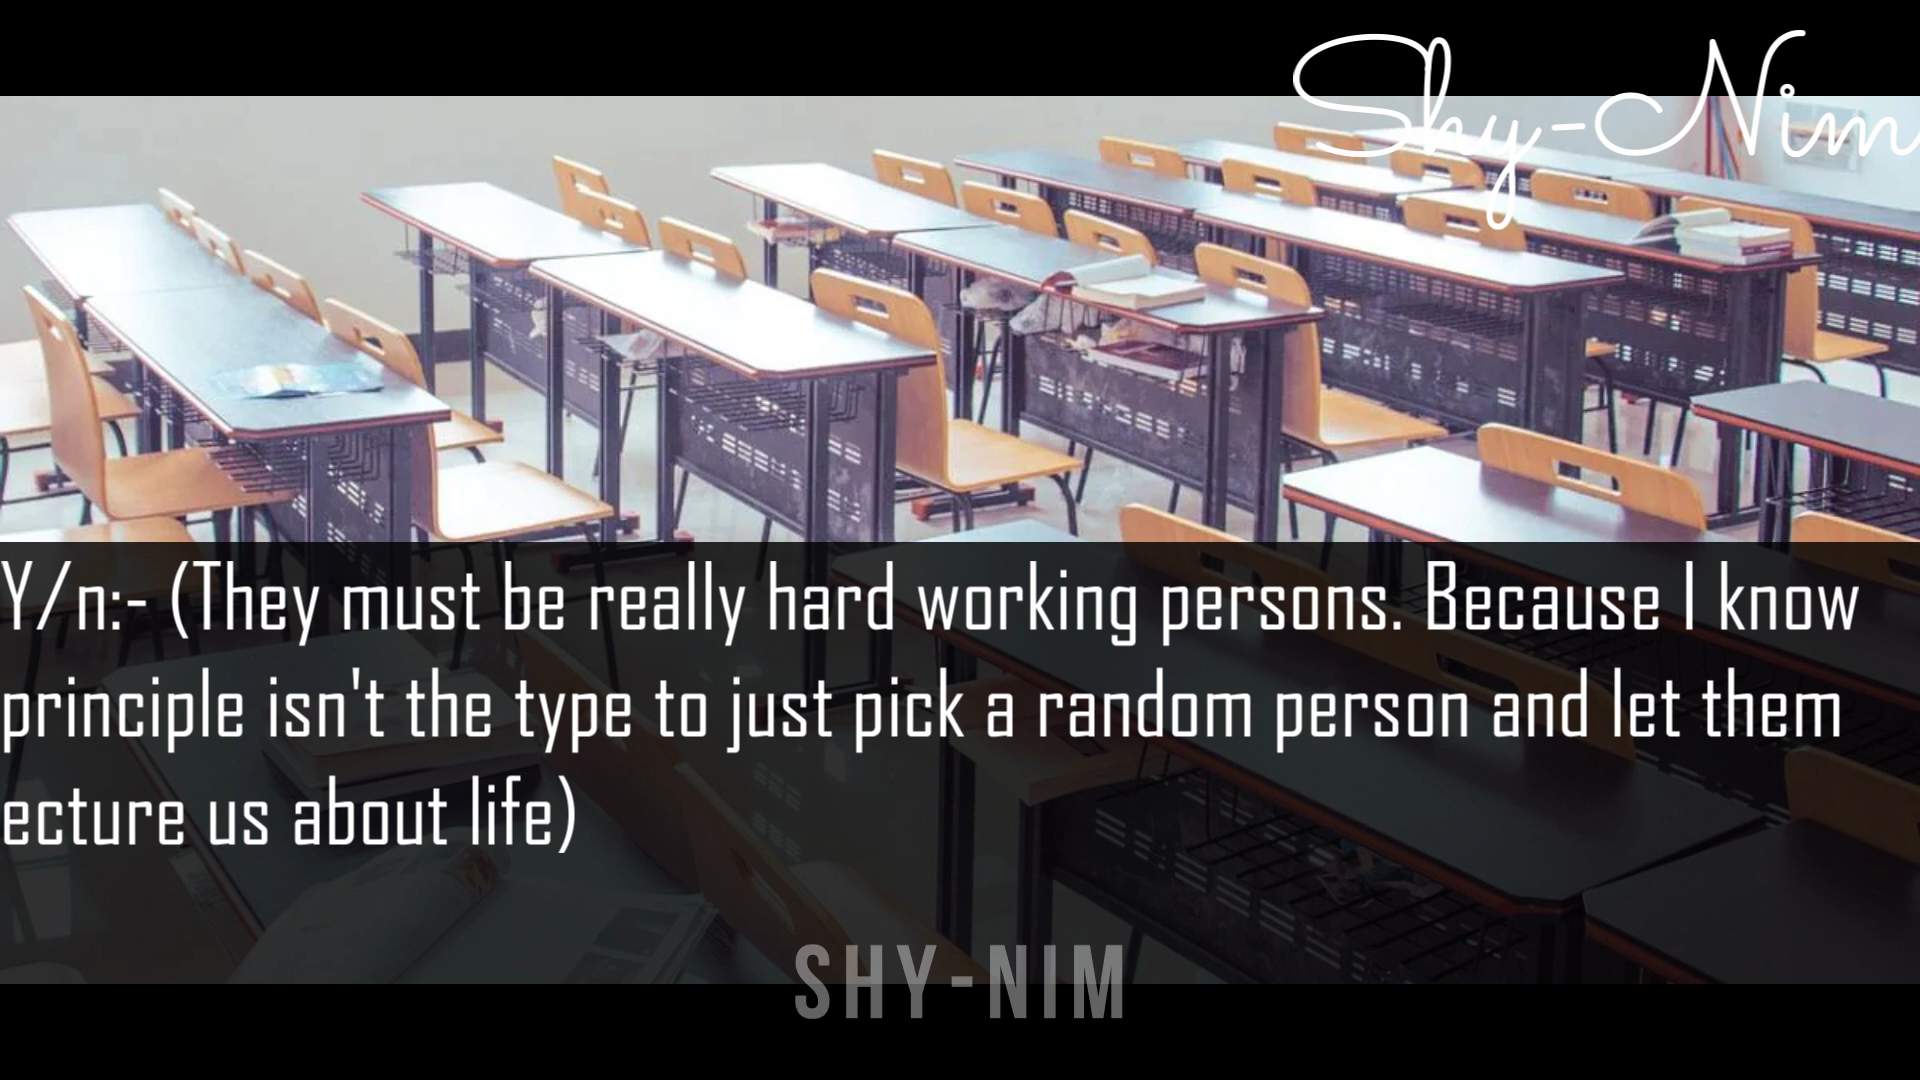 Shy-Nim
Y/n:- (They must be really hard working persons. Because I know
principle isn't the type to just pick a random person and let them
ecture us about life)
SHY-NIM